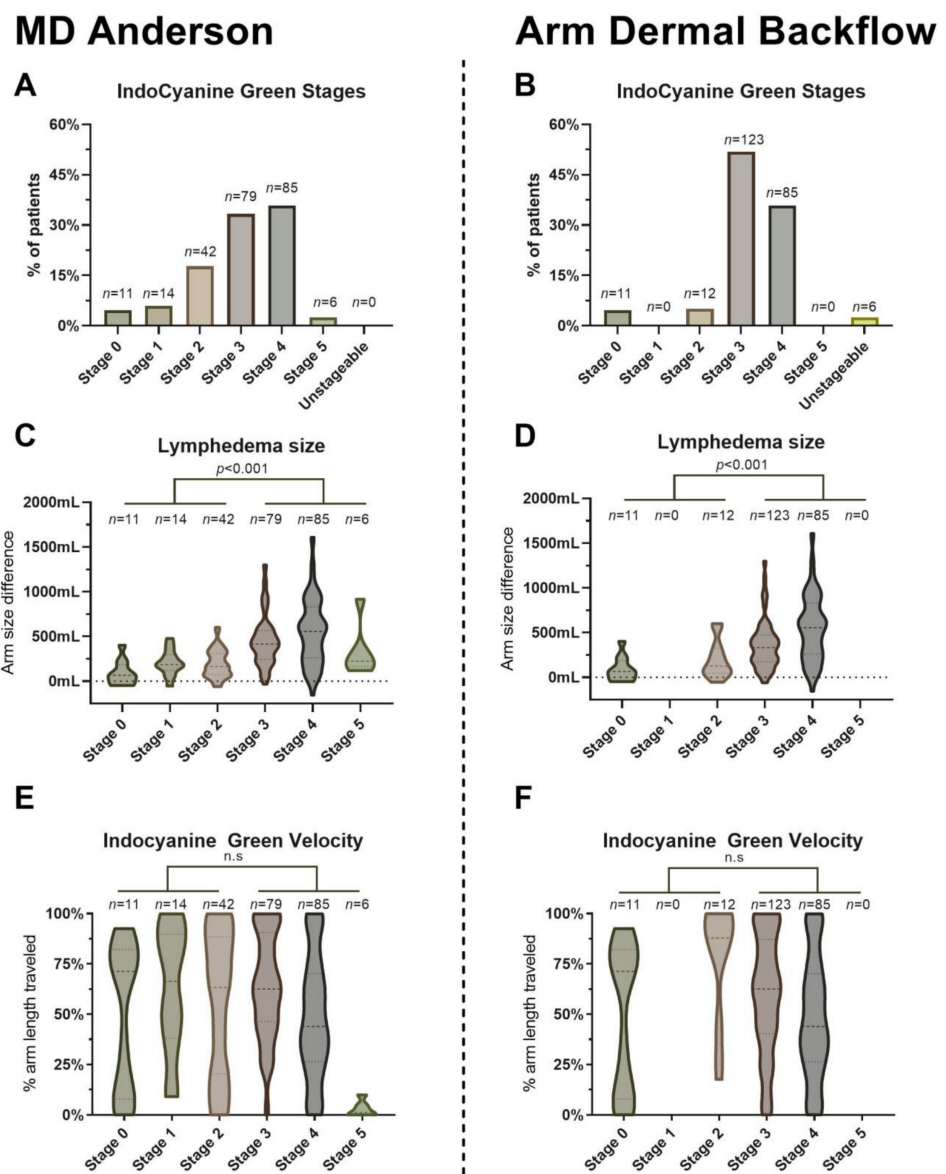 MD Anderson
Arm Dermal Backflow
A
IndoCyanine Green Stages
% of patients
60%
45%
30%
15%
0%
n=11
n=14
n=42
n=79
n=85
n=6
n=0
Stage 0
Stage 1
Stage 2
Stage 3
Stage 4
Stage 5
Unstageable
B
IndoCyanine Green Stages
% of patients
60%
45%
30%
15%
0%
n=11
n=0
n=12
n=123
n=85
n=0
n=6
Stage 0
Stage 1
Stage 2
Stage 3
Stage 4
Stage 5
Unstageable
C
Lymphedema size
p<0.001
Arm size difference
2000mL
1500mL
1000mL
500mL
0mL
n=11
n=14
n=42
n=79
n=85
n=6
Stage 0
Stage 1
Stage 2
Stage 3
Stage 4
Stage 5
D
Lymphedema size
p<0.001
Arm size difference
2000mL
1500mL
1000mL
500mL
0mL
n=11
n=0
n=12
n=123
n=85
n=0
Stage 0
Stage 1
Stage 2
Stage 3
Stage 4
Stage 5
E
Indocyanine Green Velocity
n.s
% arm length traveled
100%
75%
50%
25%
0%
n=11
n=14
n=42
n=79
n=85
n=6
Stage 0
Stage 1
Stage 2
Stage 3
Stage 4
Stage 5
F
Indocyanine Green Velocity
n.s
% arm length traveled
100%
75%
50%
25%
0%
n=11
n=0
n=12
n=123
n=85
n=0
Stage 0
Stage 1
Stage 2
Stage 3
Stage 4
Stage 5